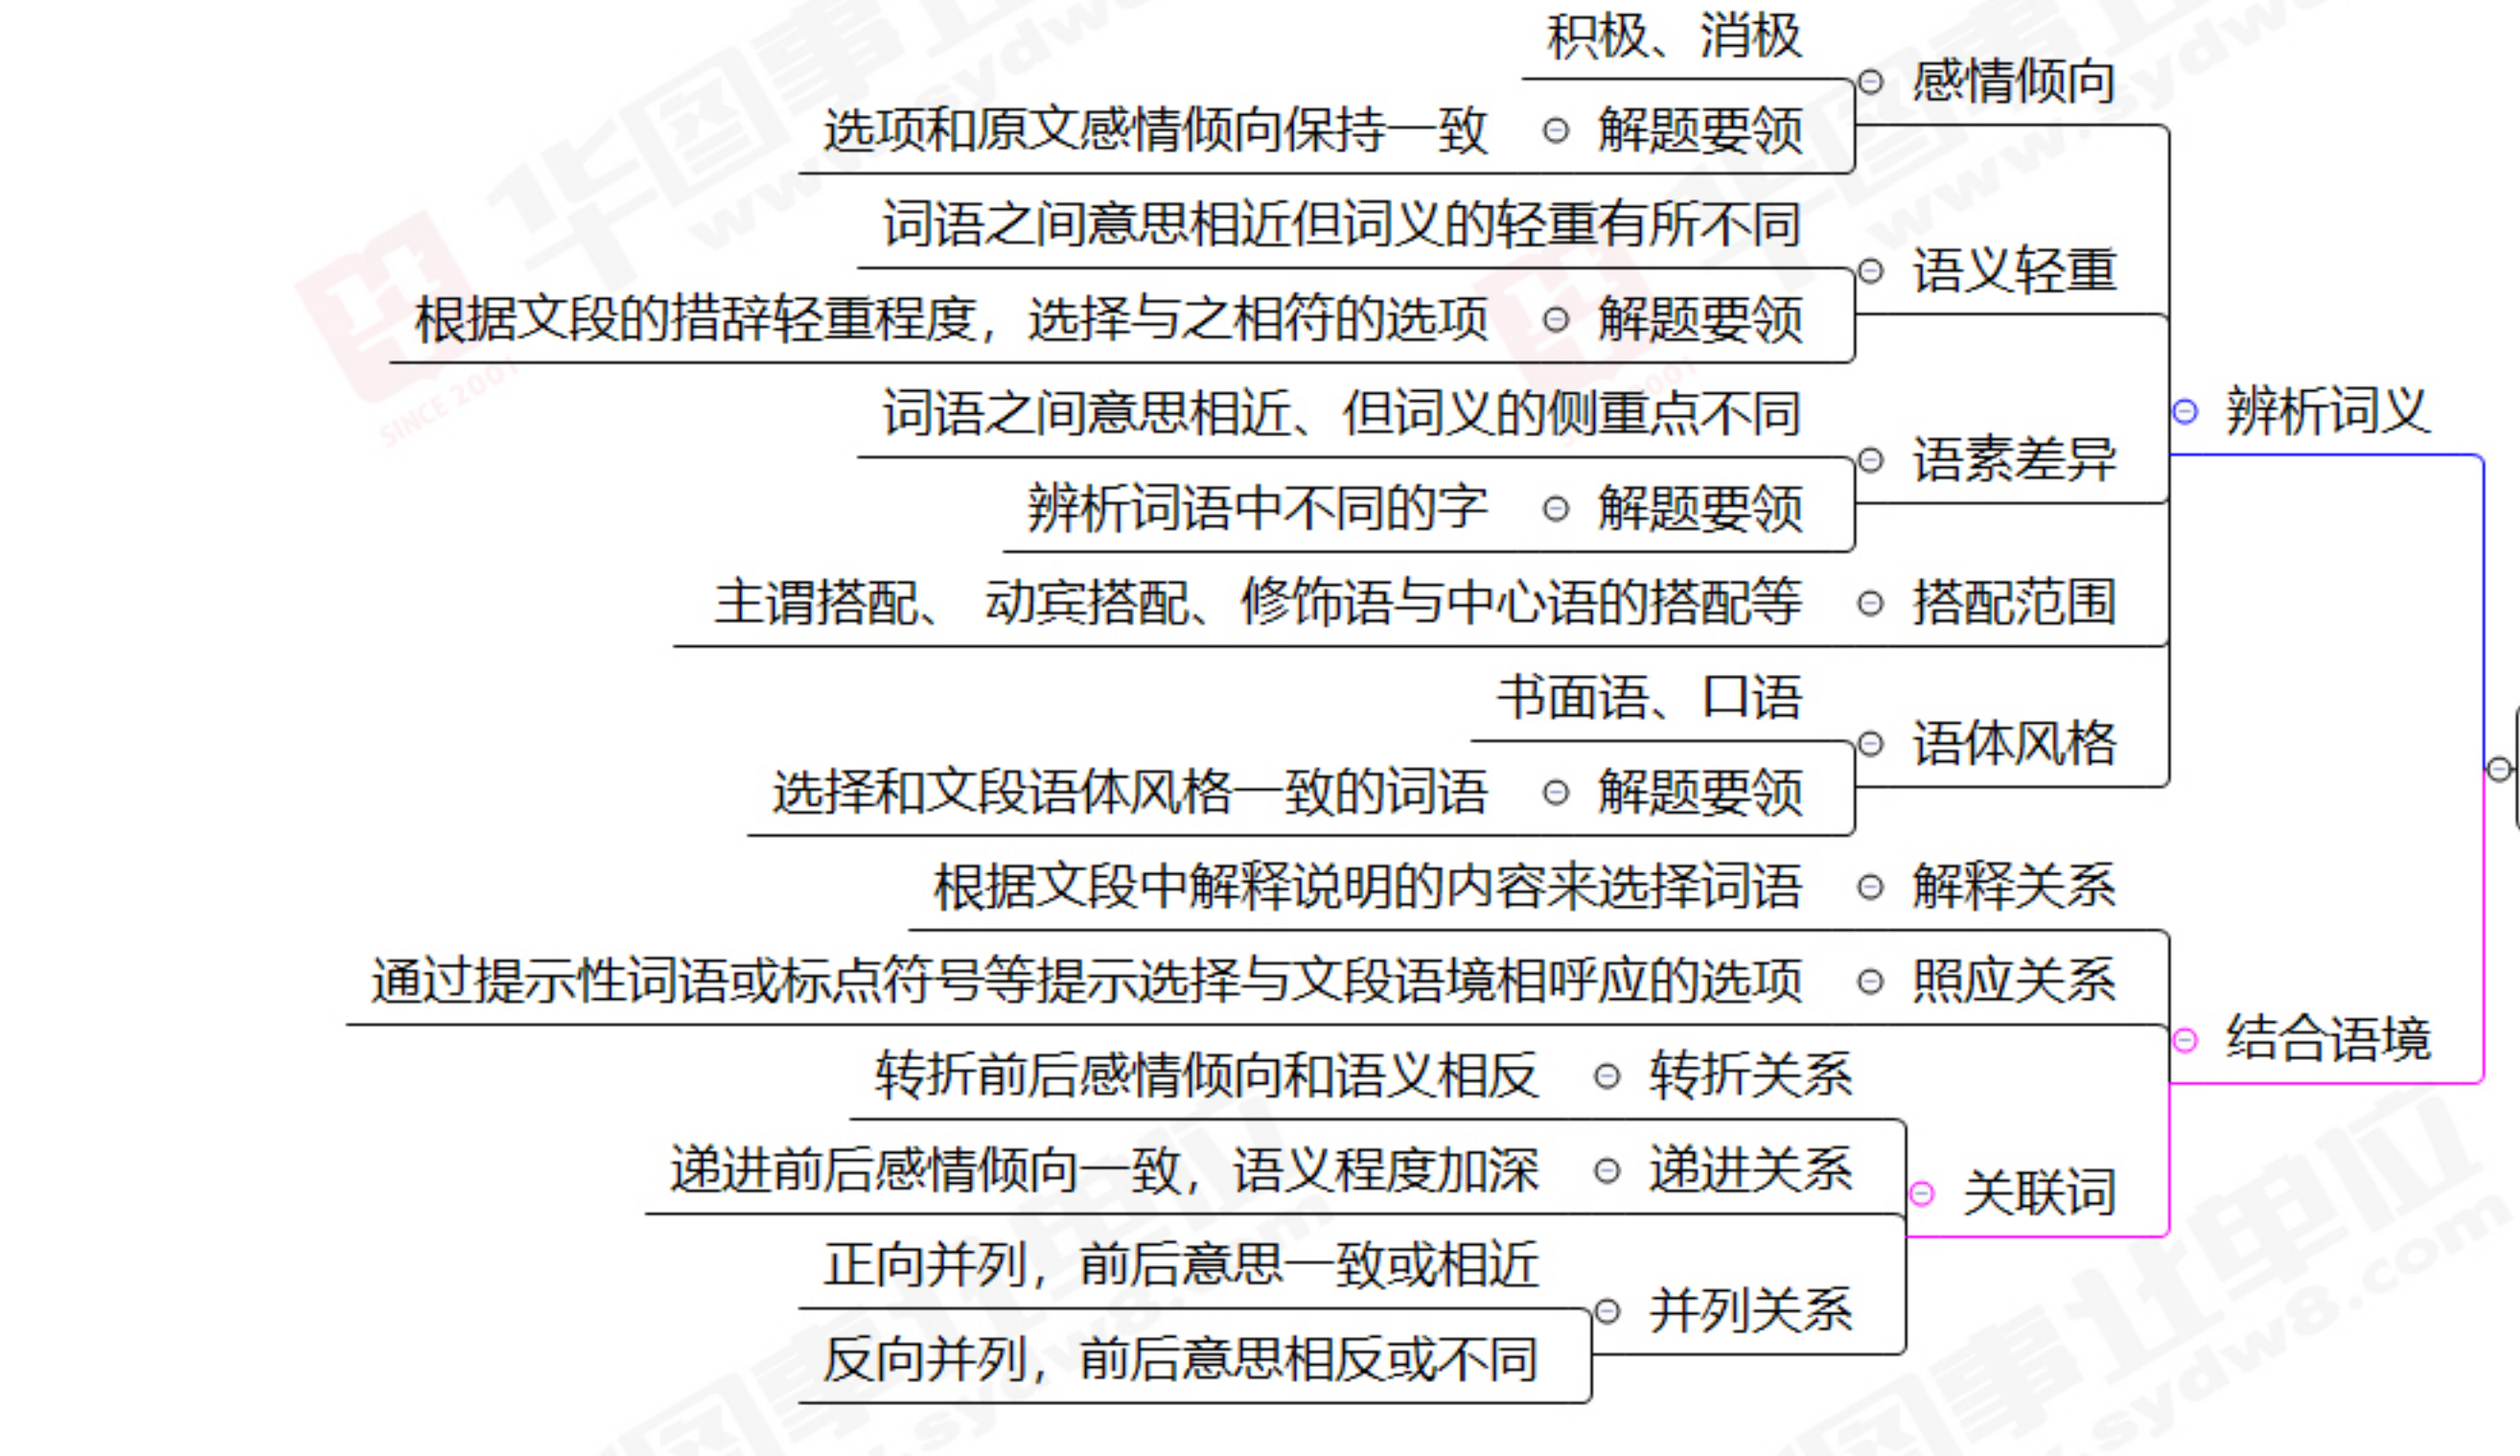 积极、消极
感情倾向
选项和原文感情倾向保持一致 解题要领
词语之间意思相近但词义的轻重有所不同
语义轻重
根据文段的措辞轻重程度，选择与之相符的选项 解题要领
词语之间意思相近、但词义的侧重点不同
辨析词义
语素差异
辨析词语中不同的字 解题要领
主谓搭配、 动宾搭配、修饰语与中心语的搭配等 搭配范围
书面语、口语
语体风格
选择和文段语体风格一致的词语 解题要领
根据文段中解释说明的内容来选择词语 解释关系
通过提示性词语或标点符号等提示选择与文段语境相呼应的选项 照应关系
结合语境
转折前后感情倾向和语义相反 转折关系
递进前后感情倾向一致，语义程度加深 递进关系
关联词
正向并列，前后意思一致或相近
并列关系
反向并列，前后意思相反或不同
SINCE 2001